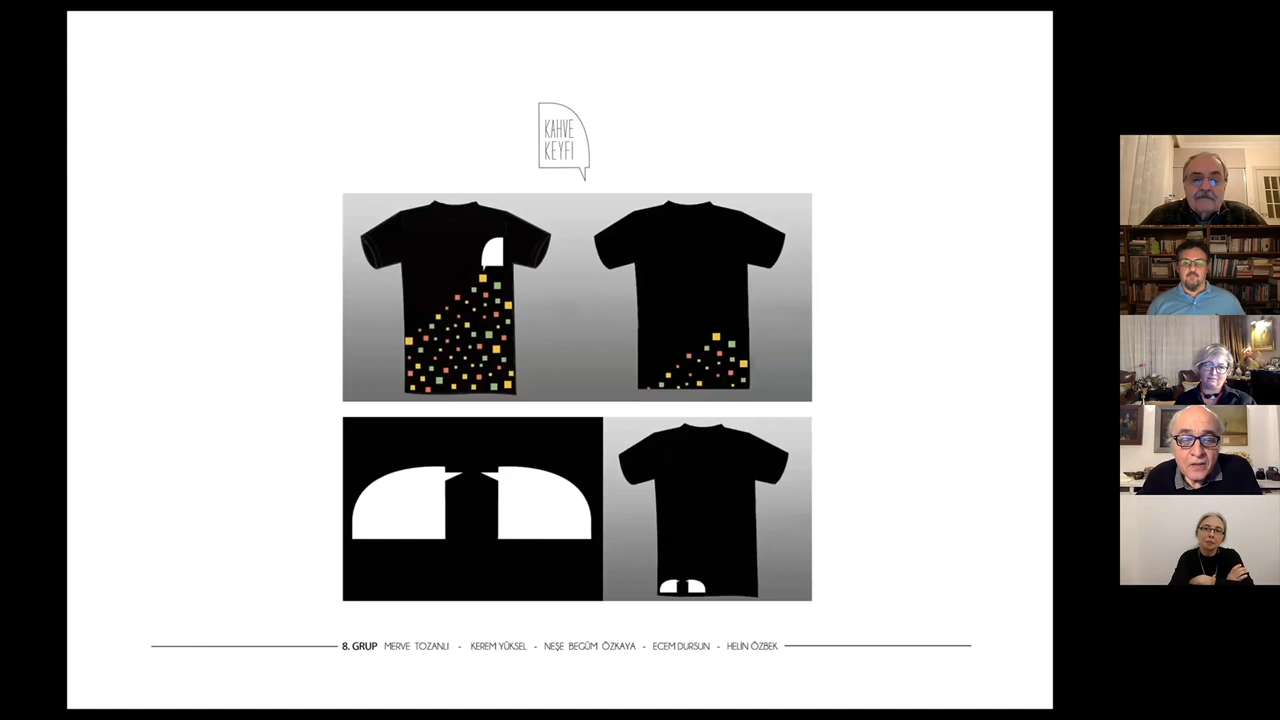 KAHVE
KEYFİ
8. GRUP MERVE TOZANLI - KEREM YÜKSEL - NEŞE BEGÜM ÖZKAYA - ECEM DURSUN - HELİN ÖZBEK